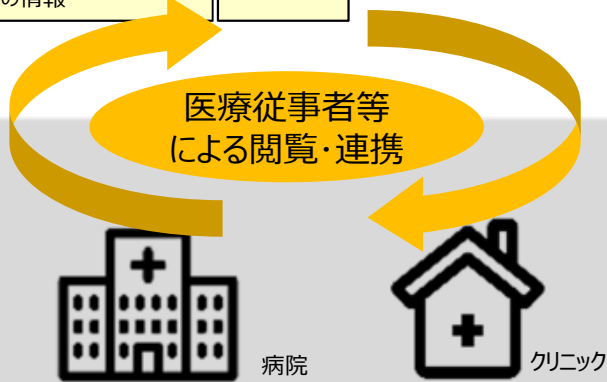 の情報
医療従事者等
による閲覧・連携
病院
クリニック